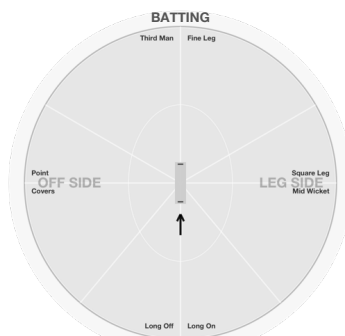 BATTING
Third Man Fine Leg
Point Square Leg
OFF SIDE LEG SIDE
Covers Mid Wicket
Long Off Long On